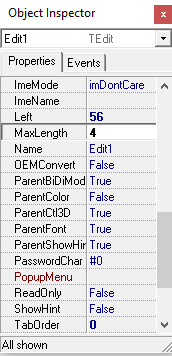 Object Inspector
Edit1 TEdit
Properties Events
ImeMode imDontCare
ImeName
Left 56
MaxLength 4
Name Edit1
OEMConvert False
ParentBiDiMod True
ParentColor False
ParentCtl3D True
ParentFont True
ParentShowHir True
PasswordChar #0
PopupMenu
ReadOnly False
ShowHint False
TabOrder 0
All shown